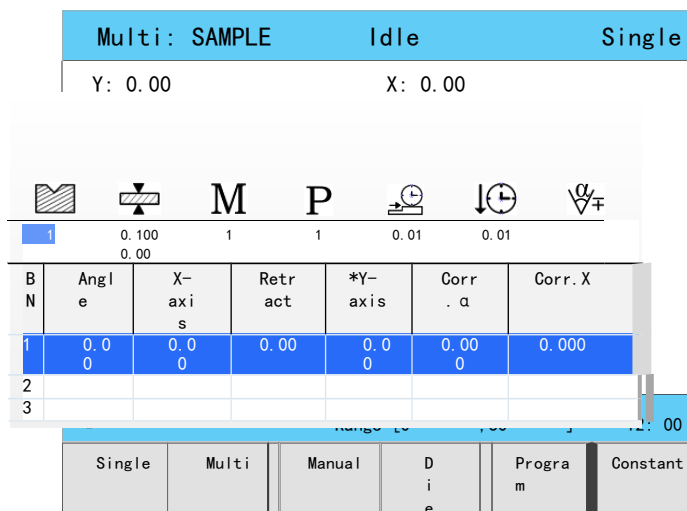 Multi: SAMPLE Idle Single
Y: 0.00 X: 0.00
M P α
1 0.100 1 1 0.01 0.01
0.00
B Angl X- Retr *Y- Corr Corr.X
N e axi act axis . α
s
1 0.0 0.0 0.00 0.0 0.00 0.000
0 0 0 0
2
3
: 00
Single Multi Manual D Progra Constant
i m
e